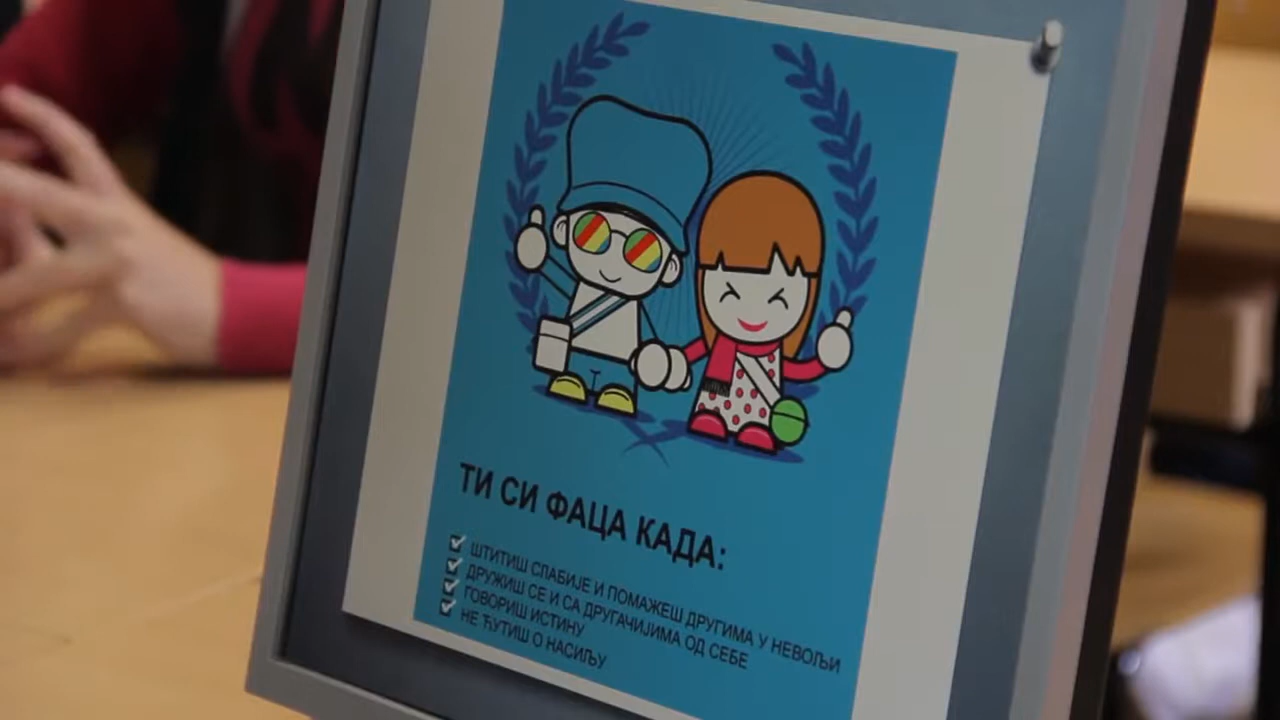 ТИ СИ ФАЦА КАДА:
ШТИТИШ СЛАБИЈЕ И ПОМАЖЕШ ДРУГИМА У НЕВОЉИ
ДРУЖИШ СЕ И СА ДРУГАЧИЈИМА ОД СЕБЕ
ГОВОРИШ ИСТИНУ
НЕ ЋУТИШ О НАСИЉУ